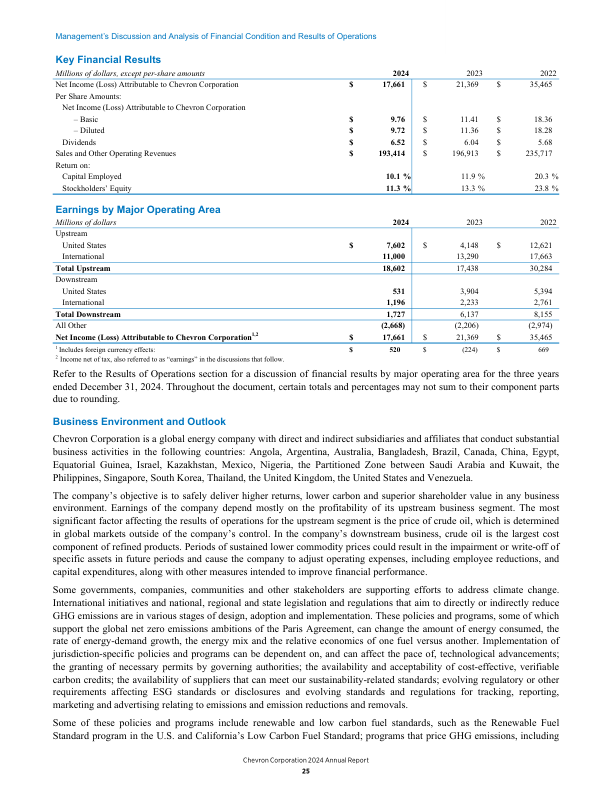 Management's Discussion and Analysis of Financial Condition and Results of Operations
Key Financial Results
Millions of dollars, except per-share amounts 2024 2023 2022
Net Income (Loss) Attributable to Chevron Corporation $ 17,661 $ 21,369 $ 35,465
Per Share Amounts:
Net Income (Loss) Attributable to Chevron Corporation
– Basic $ 9.76 $ 11.41 $ 18.36
– Diluted $ 9.72 $ 11.36 $ 18.28
Dividends $ 6.52 $ 6.04 $ 5.68
Sales and Other Operating Revenues $ 193,414 $ 196,913 $ 235,717
Return on:
Capital Employed 10.1 % 11.9 % 20.3 %
Stockholders' Equity 11.3 % 13.3 % 23.8 %
Earnings by Major Operating Area
Millions of dollars 2024 2023 2022
Upstream
United States $ 7,602 $ 4,148 $ 12,621
International 11,000 13,290 17,663
Total Upstream 18,602 17,438 30,284
Downstream
United States 531 3,904 5,394
International 1,196 2,233 2,761
Total Downstream 1,727 6,137 8,155
All Other (2,668) (2,206) (2,974)
Net Income (Loss) Attributable to Chevron Corporation1,2 $ 17,661 $ 21,369 $ 35,465
1 Includes foreign currency effects: $ 520 $ (224) $ 669
2 Income net of tax, also referred to as "earnings" in the discussions that follow.
Refer to the Results of Operations section for a discussion of financial results by major operating area for the three years
ended December 31, 2024. Throughout the document, certain totals and percentages may not sum to their component parts
due to rounding.
Business Environment and Outlook
Chevron Corporation is a global energy company with direct and indirect subsidiaries and affiliates that conduct substantial
business activities in the following countries: Angola, Argentina, Australia, Bangladesh, Brazil, Canada, China, Egypt,
Equatorial Guinea, Israel, Kazakhstan, Mexico, Nigeria, the Partitioned Zone between Saudi Arabia and Kuwait, the
Philippines, Singapore, South Korea, Thailand, the United Kingdom, the United States and Venezuela.
The company's objective is to safely deliver higher returns, lower carbon and superior shareholder value in any business
environment. Earnings of the company depend mostly on the profitability of its upstream business segment. The most
significant factor affecting the results of operations for the upstream segment is the price of crude oil, which is determined
in global markets outside of the company's control. In the company's downstream business, crude oil is the largest cost
component of refined products. Periods of sustained lower commodity prices could result in the impairment or write-off of
specific assets in future periods and cause the company to adjust operating expenses, including employee reductions, and
capital expenditures, along with other measures intended to improve financial performance.
Some governments, companies, communities and other stakeholders are supporting efforts to address climate change.
International initiatives and national, regional and state legislation and regulations that aim to directly or indirectly reduce
GHG emissions are in various stages of design, adoption and implementation. These policies and programs, some of which
support the global net zero emissions ambitions of the Paris Agreement, can change the amount of energy consumed, the
rate of energy-demand growth, the energy mix and the relative economics of one fuel versus another. Implementation of
jurisdiction-specific policies and programs can be dependent on, and can affect the pace of, technological advancements;
the granting of necessary permits by governing authorities; the availability and acceptability of cost-effective, verifiable
carbon credits; the availability of suppliers that can meet our sustainability-related standards; evolving regulatory or other
requirements affecting ESG standards or disclosures and evolving standards and regulations for tracking, reporting,
marketing and advertising relating to emissions and emission reductions and removals.
Some of these policies and programs include renewable and low carbon fuel standards, such as the Renewable Fuel
Standard program in the U.S. and California's Low Carbon Fuel Standard; programs that price GHG emissions, including
Chevron Corporation 2024 Annual Report
25